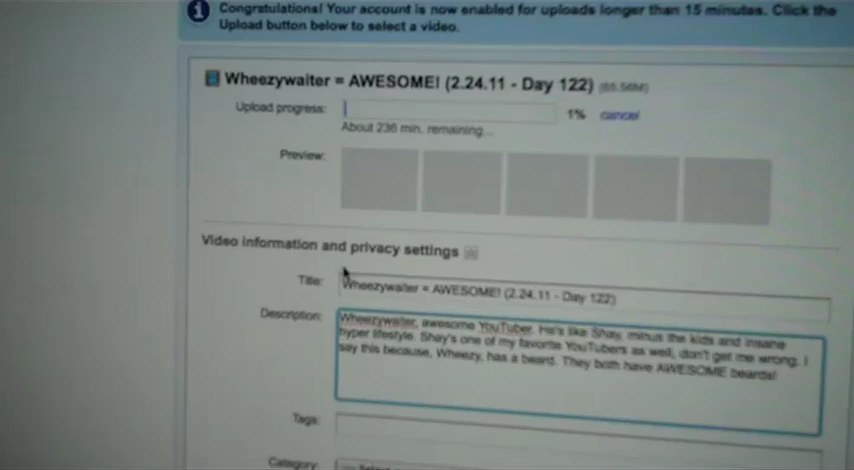 Congratulations! Your account is now enabled for uploads longer than 15 minutes. Click the
Upload button below to select a video.
Wheezywaiter = AWESOME! (2.24.11 - Day 122) (65.56M)
Upload progress: 1% cancel
About 236 min. remaining...
Preview:
Video information and privacy settings
Title: Wheezywaiter = AWESOME! (2.24.11 - Day 122)
Description: Wheezywaiter, awesome YouTuber. He's like Shay, minus the kids and insane
hyper lifestyle. Shay's one of my favorite YouTubers as well, don't get me wrong. I
say this because, Wheezy, has a beard. They both have AWESOME beards!
Tags:
Category: